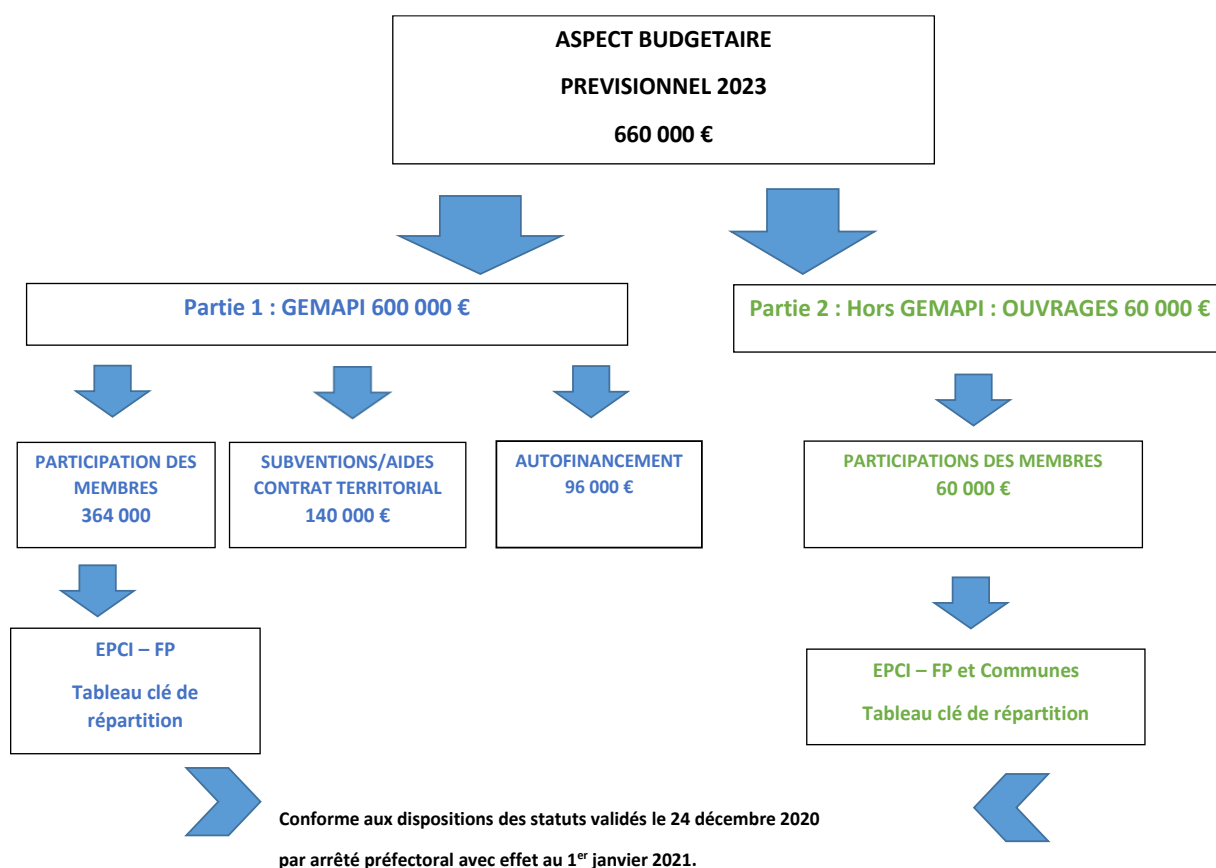 ASPECT BUDGETAIRE
PREVISIONNEL 2023
660 000 €
Partie 1 : GEMAPI 600 000 €
Partie 2 : Hors GEMAPI : OUVRAGES 60 000 €
PARTICIPATION DES
MEMBRES
364 000
SUBVENTIONS/AIDES
CONTRAT TERRITORIAL
140 000 €
AUTOFINANCEMENT
96 000 €
PARTICIPATIONS DES MEMBRES
60 000 €
EPCI – FP
Tableau clé de
répartition
EPCI – FP et Communes
Tableau clé de répartition
Conforme aux dispositions des statuts validés le 24 décembre 2020
par arrêté préfectoral avec effet au 1er janvier 2021.